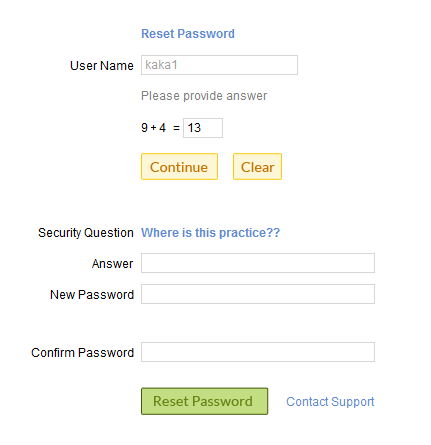 Reset Password
User Name kaka1
Please provide answer
9 + 4 = 13
Continue Clear
Security Question Where is this practice??
Answer
New Password
Confirm Password
Reset Password Contact Support